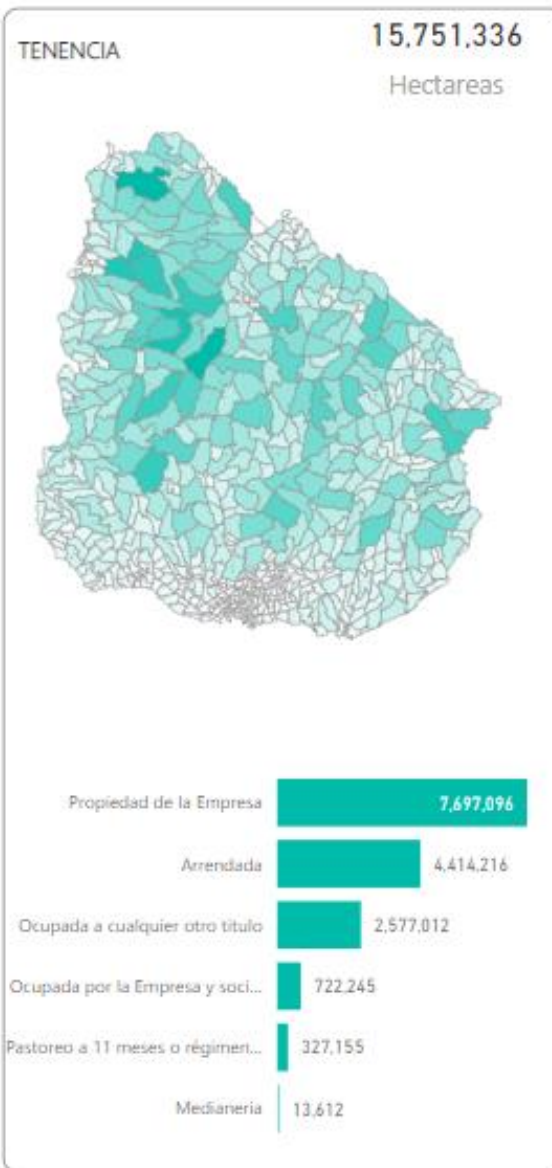 TENENCIA
15,751,336
Hectareas
Propiedad de la Empresa 7,697,096
Arrendada 4,414,216
Ocupada a cualquier otro titulo 2,577,012
Ocupada por la Empresa y soci... 722,245
Pastoreo a 11 meses o régimen... 327,155
Medianeria 13,612